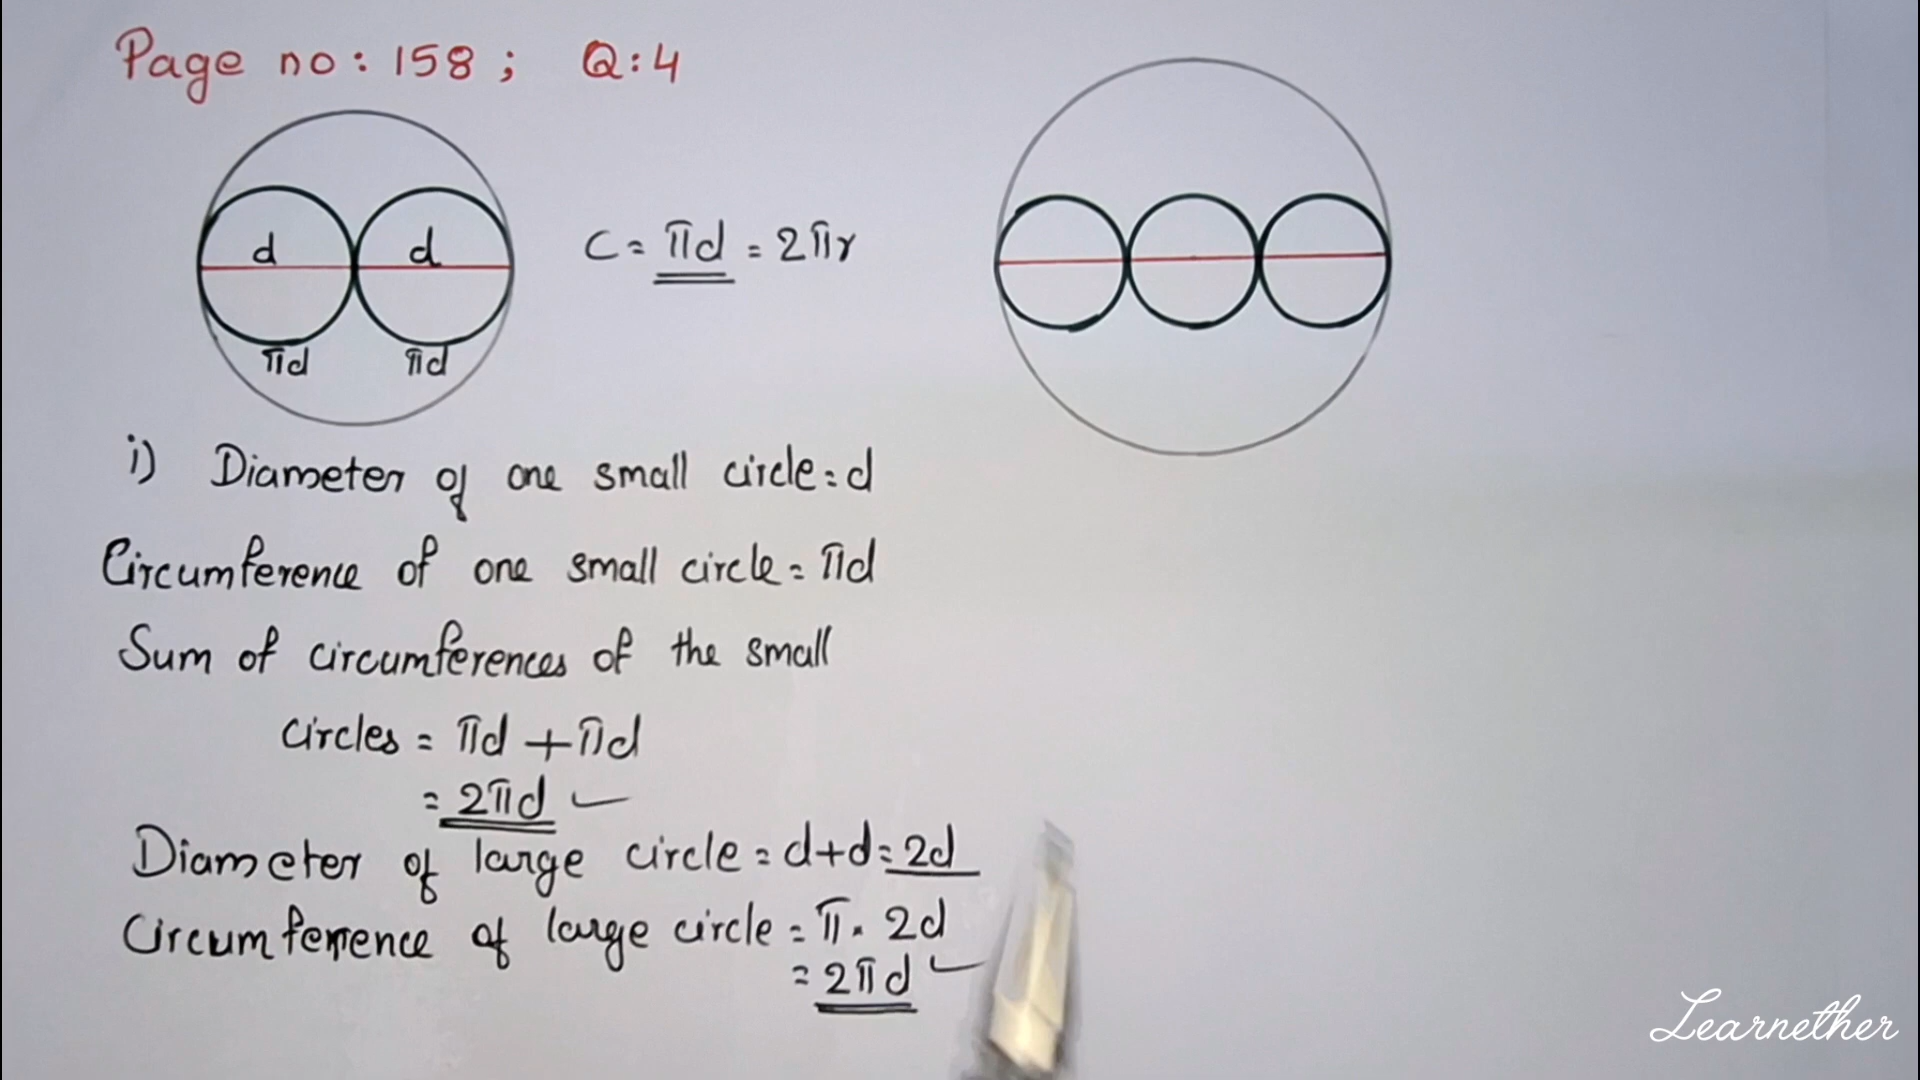 Page no: 158 ; Q:4
d d
C = πd = 2πr
πd πd
i) Diameter of one small circle = d
Circumference of one small circle = πd
Sum of circumferences of the small
circles = πd + πd
= 2πd
Diameter of large circle = d+d = 2d
Circumference of large circle = π . 2d
= 2πd
Learnether